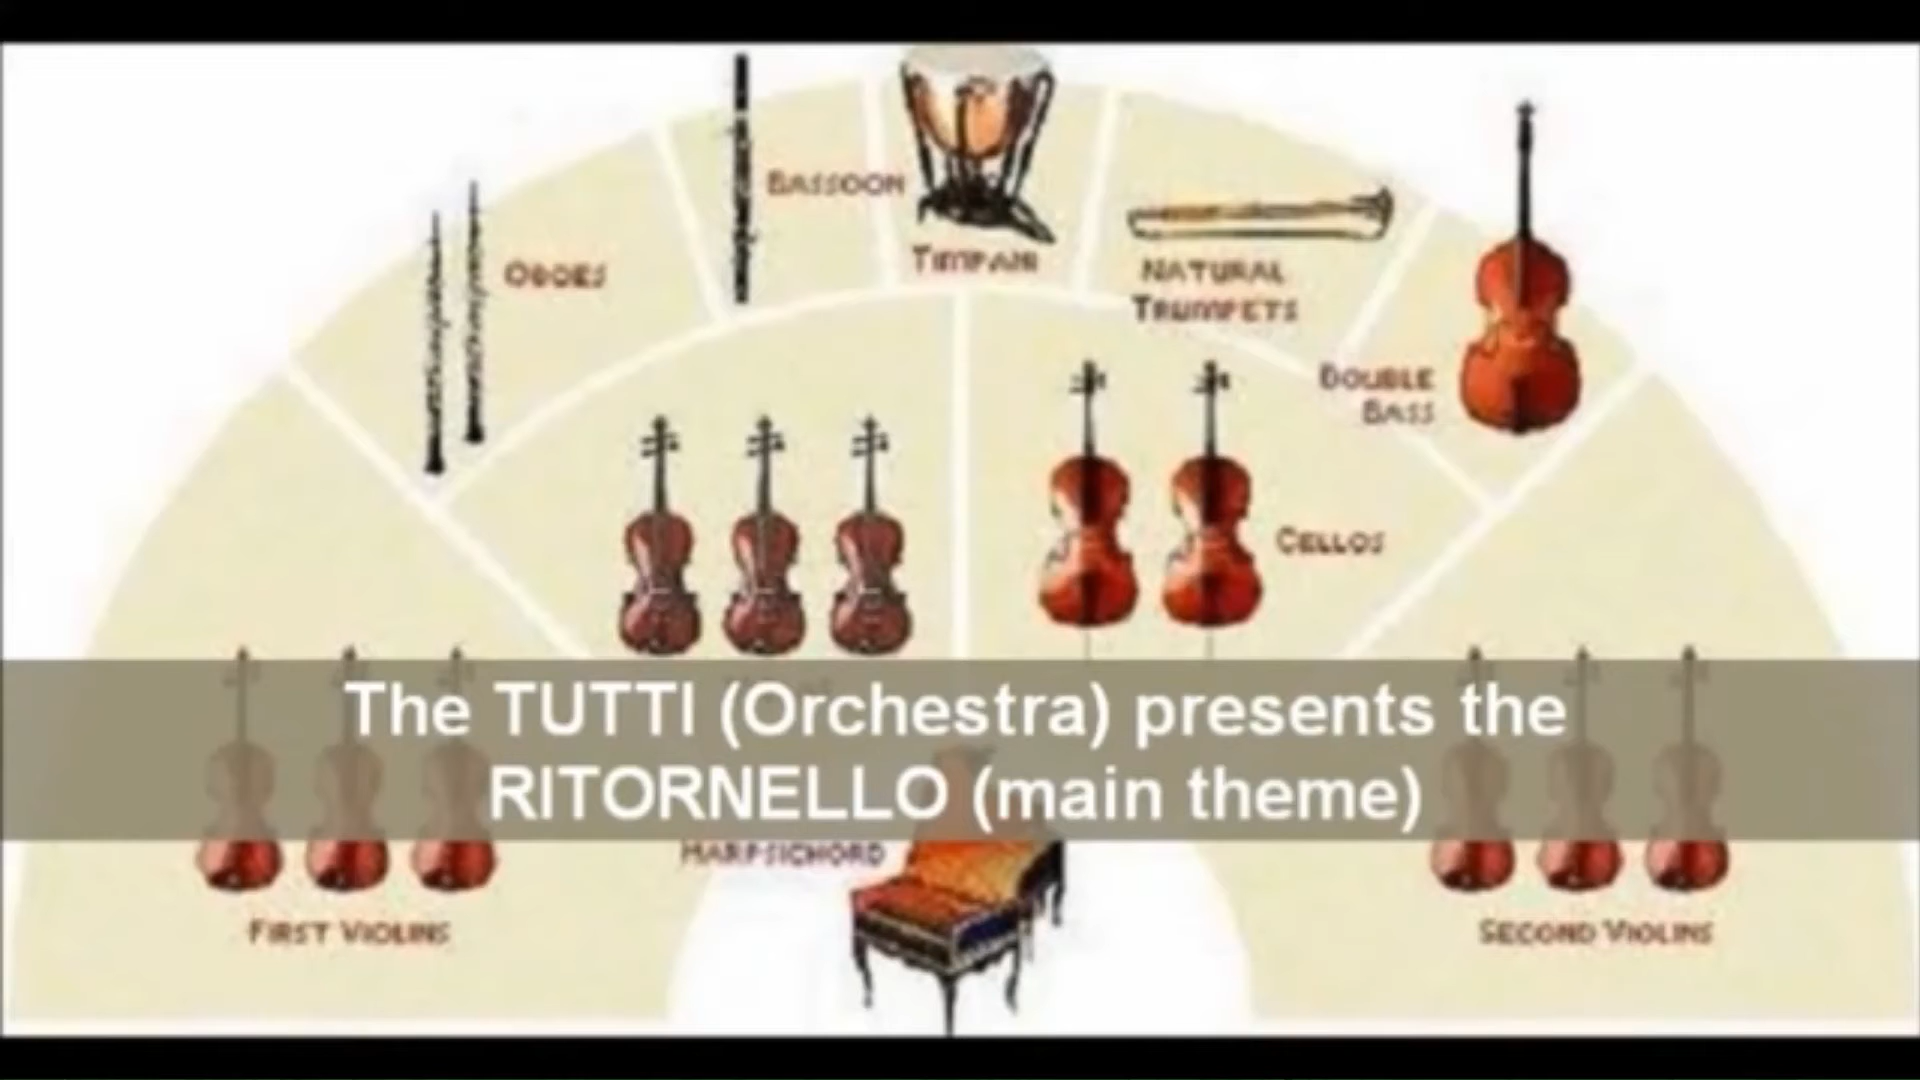 BASSOON
TIMPANI
OBOES
NATURAL
TRUMPETS
DOUBLE
BASS
CELLOS
The TUTTI (Orchestra) presents the
RITORNELLO (main theme)
HARPSICHORD
FIRST VIOLINS
SECOND VIOLINS